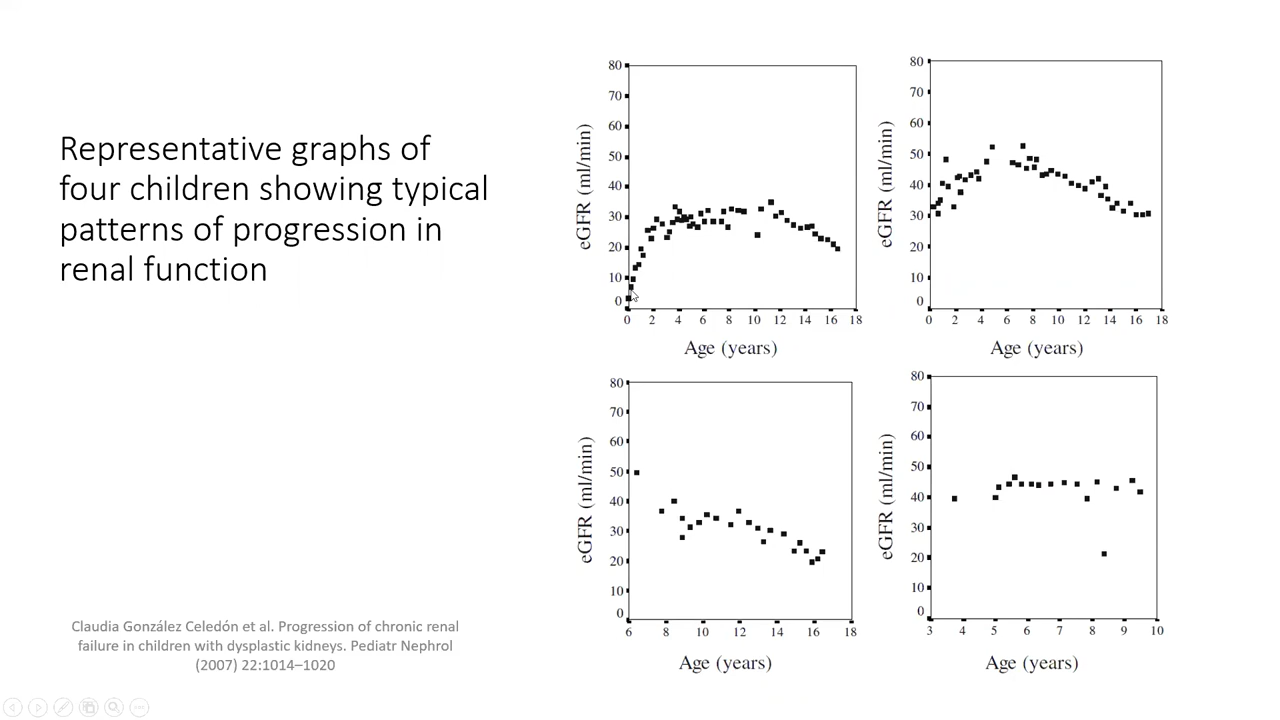 Representative graphs of
four children showing typical
patterns of progression in
renal function
Claudia González Celedón et al. Progression of chronic renal
failure in children with dysplastic kidneys. Pediatr Nephrol
(2007) 22:1014–1020
80
70
60
50
40
30
20
10
0
eGFR (ml/min)
0 2 4 6 8 10 12 14 16 18
Age (years)
80
70
60
50
40
30
20
10
0
eGFR (ml/min)
0 2 4 6 8 10 12 14 16 18
Age (years)
80
70
60
50
40
30
20
10
0
eGFR (ml/min)
6 8 10 12 14 16 18
Age (years)
80
70
60
50
40
30
20
10
0
eGFR (ml/min)
3 4 5 6 7 8 9 10
Age (years)